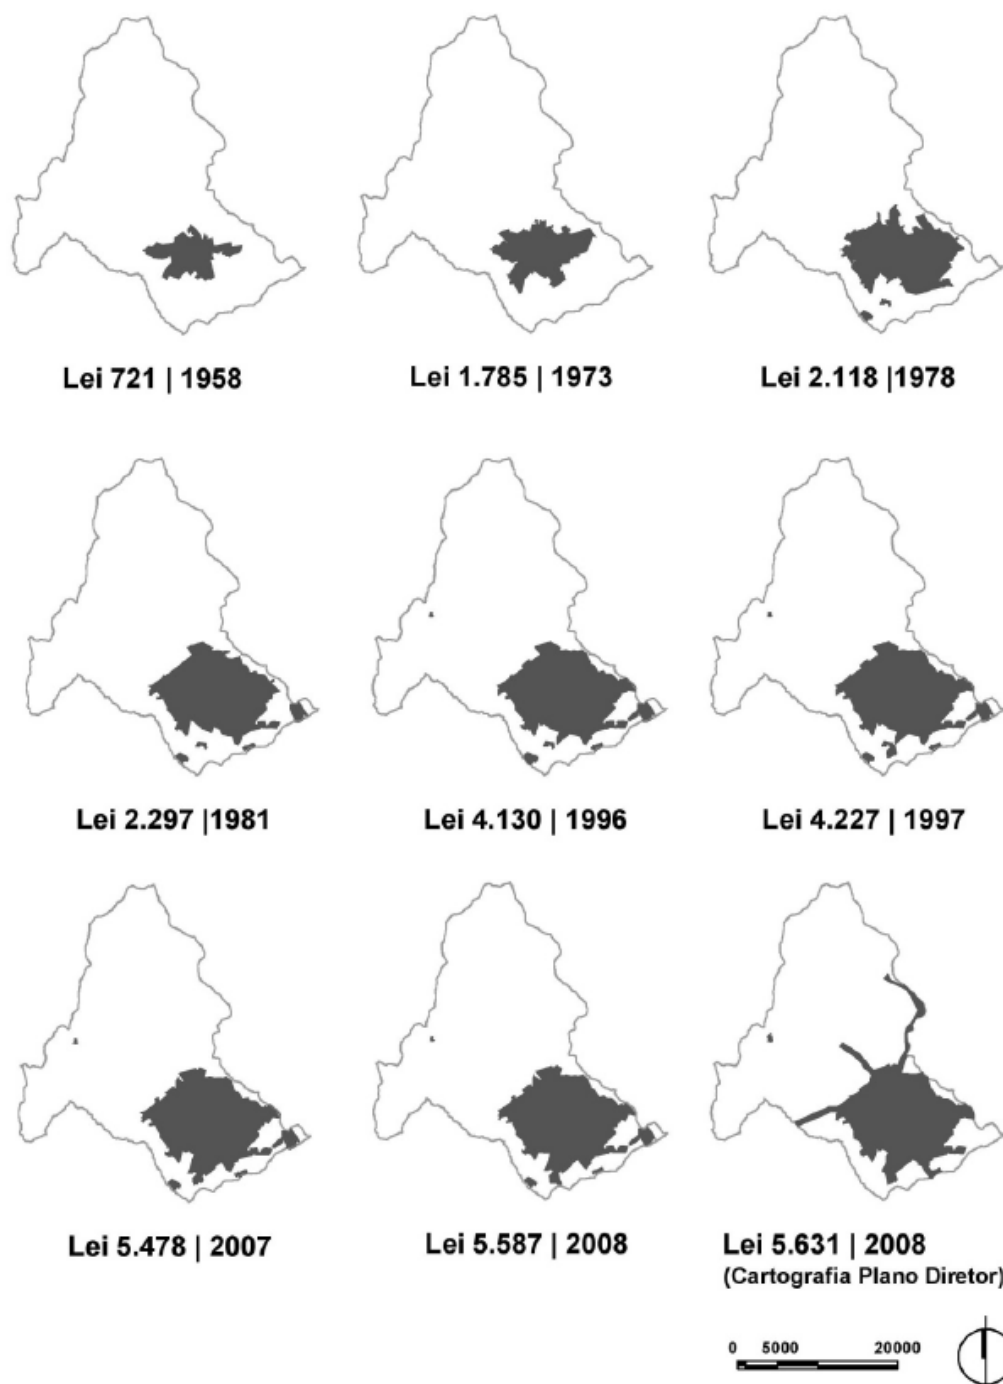 Lei 721 | 1958
Lei 1.785 | 1973
Lei 2.118 |1978
Lei 2.297 |1981
Lei 4.130 | 1996
Lei 4.227 | 1997
Lei 5.478 | 2007
Lei 5.587 | 2008
Lei 5.631 | 2008
(Cartografia Plano Diretor)
0 5000 20000